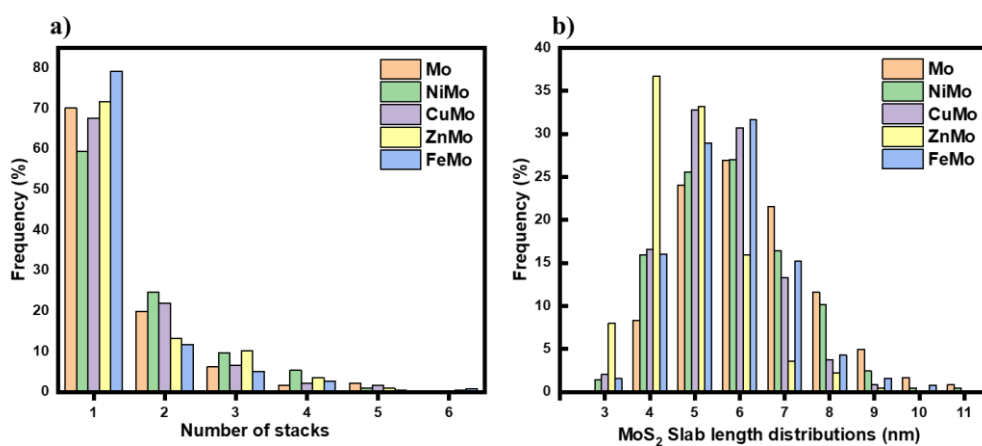 a)
Frequency (%)
80
70
60
50
40
30
20
10
0
Mo
NiMo
CuMo
ZnMo
FeMo
1 2 3 4 5 6
Number of stacks
b)
Frequency (%)
40
35
30
25
20
15
10
5
0
Mo
NiMo
CuMo
ZnMo
FeMo
3 4 5 6 7 8 9 10 11
MoS₂ Slab length distributions (nm)